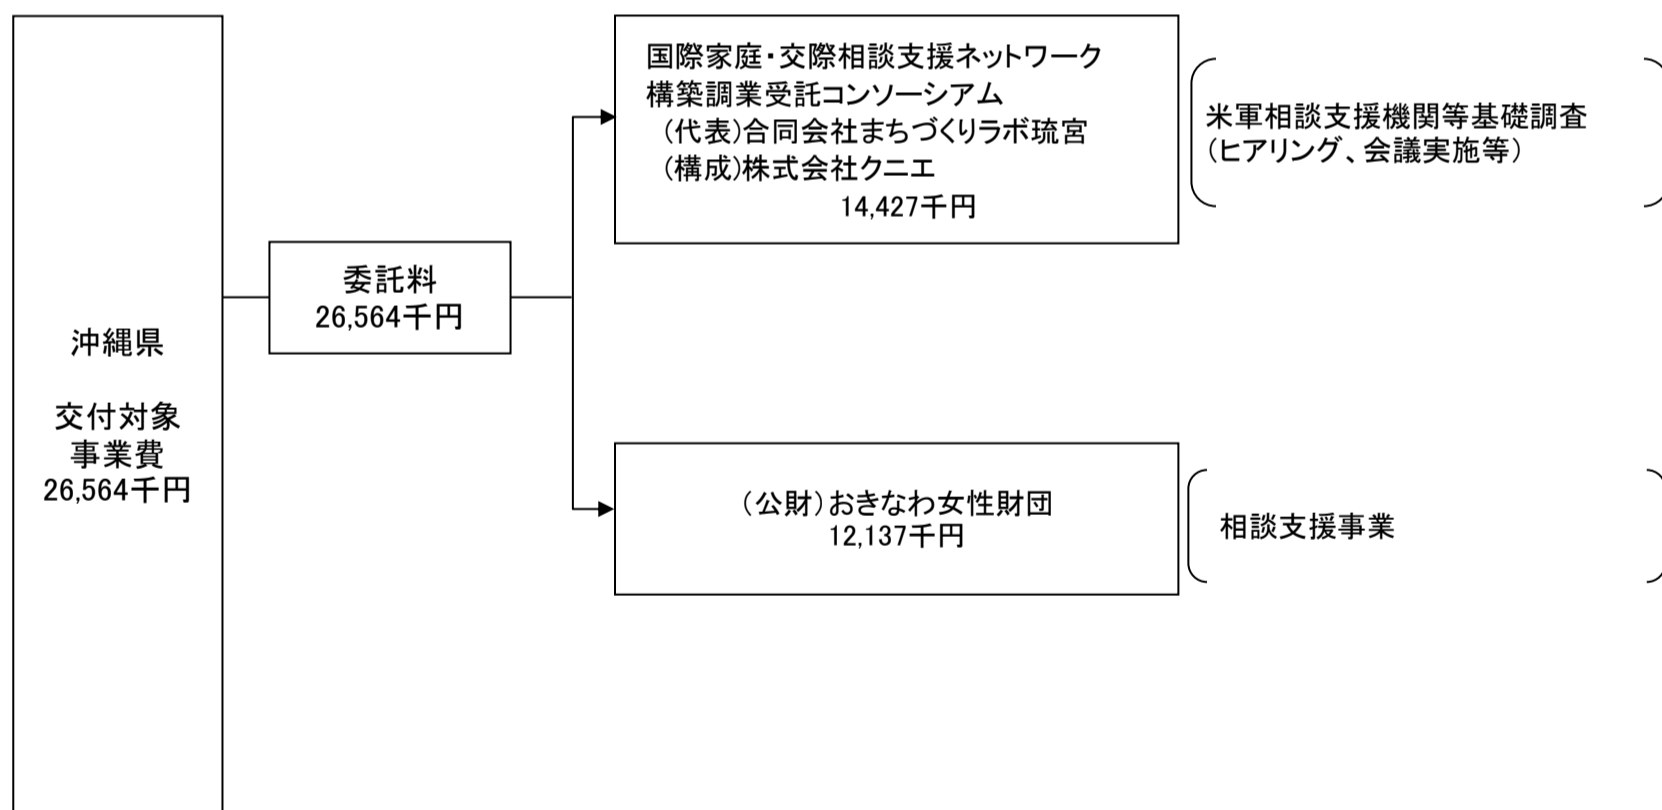 沖縄県
交付対象
事業費
26,564千円
委託料
26,564千円
国際家庭・交際相談支援ネットワーク
構築調業受託コンソーシアム
(代表)合同会社まちづくりラボ琉宮
(構成)株式会社クニエ
14,427千円
米軍相談支援機関等基礎調査
(ヒアリング、会議実施等)
(公財)おきなわ女性財団
12,137千円
相談支援事業